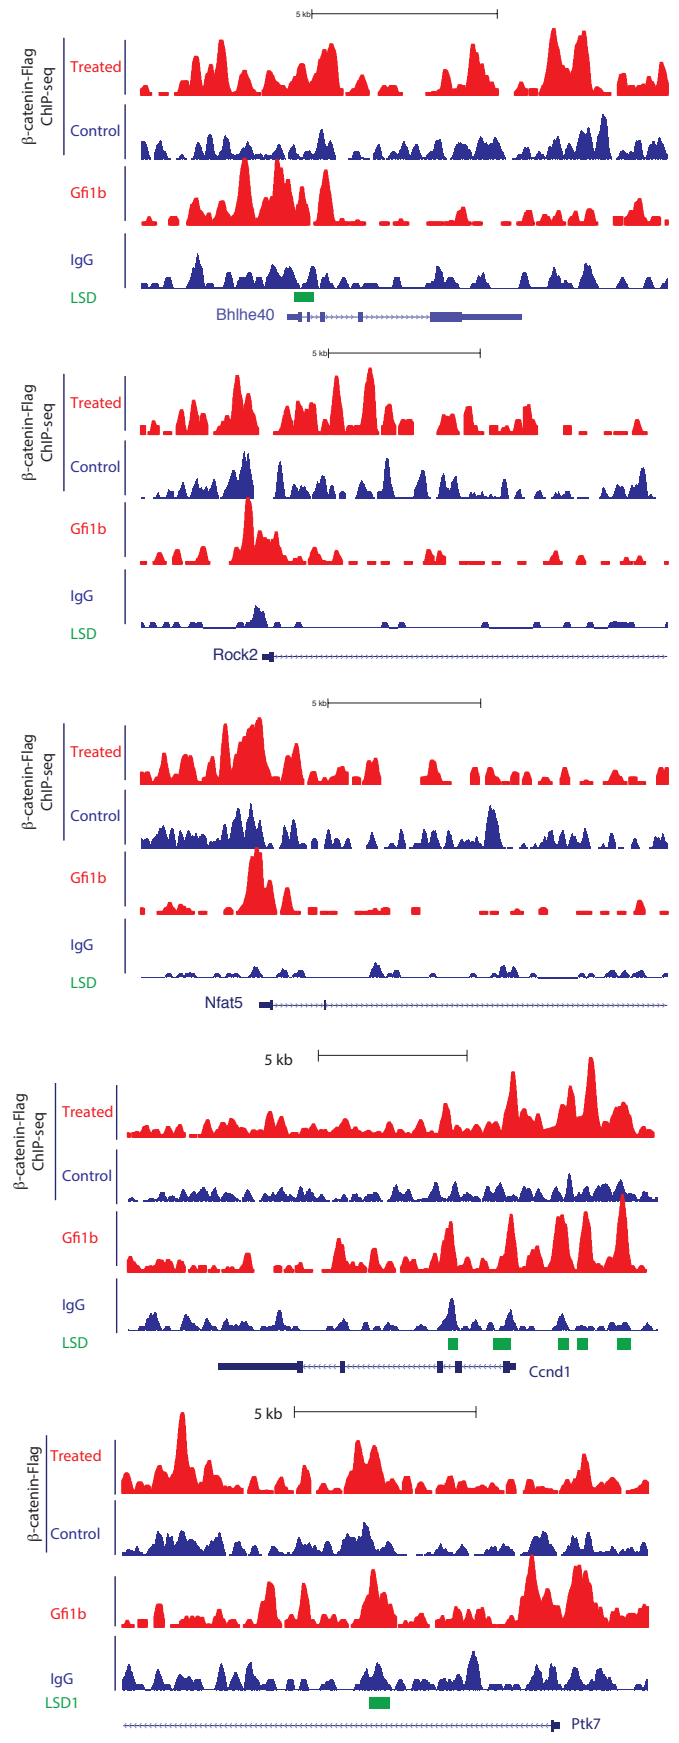 5 kb
β-catenin-Flag
ChIP-seq
Treated
Control
Gfi1b
IgG
LSD
Bhlhe40
5 kb
β-catenin-Flag
ChIP-seq
Treated
Control
Gfi1b
IgG
LSD
Rock2
5 kb
β-catenin-Flag
ChIP-seq
Treated
Control
Gfi1b
IgG
LSD
Nfat5
5 kb
β-catenin-Flag
ChIP-seq
Treated
Control
Gfi1b
IgG
LSD
Ccnd1
5 kb
β-catenin-Flag
Treated
Control
Gfi1b
IgG
LSD1
Ptk7